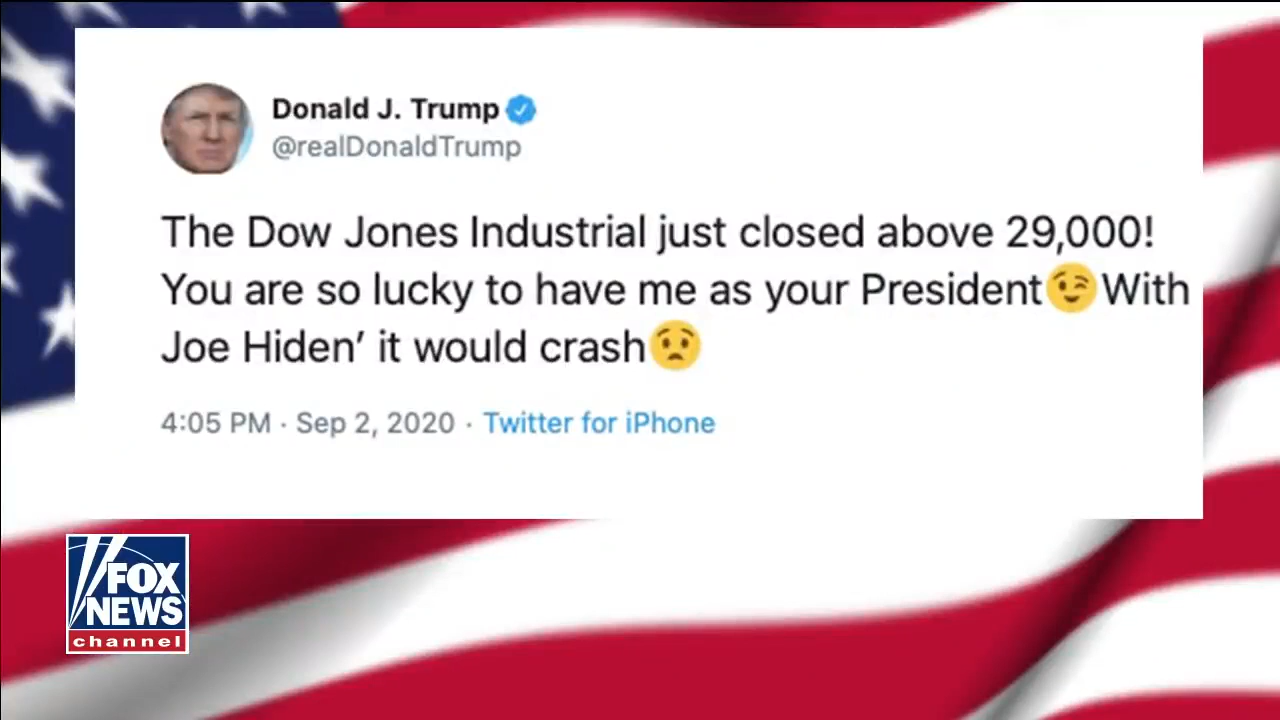 Donald J. Trump
@realDonaldTrump
The Dow Jones Industrial just closed above 29,000!
You are so lucky to have me as your President😉With
Joe Hiden’ it would crash😟
4:05 PM · Sep 2, 2020 · Twitter for iPhone
FOX
NEWS
channel